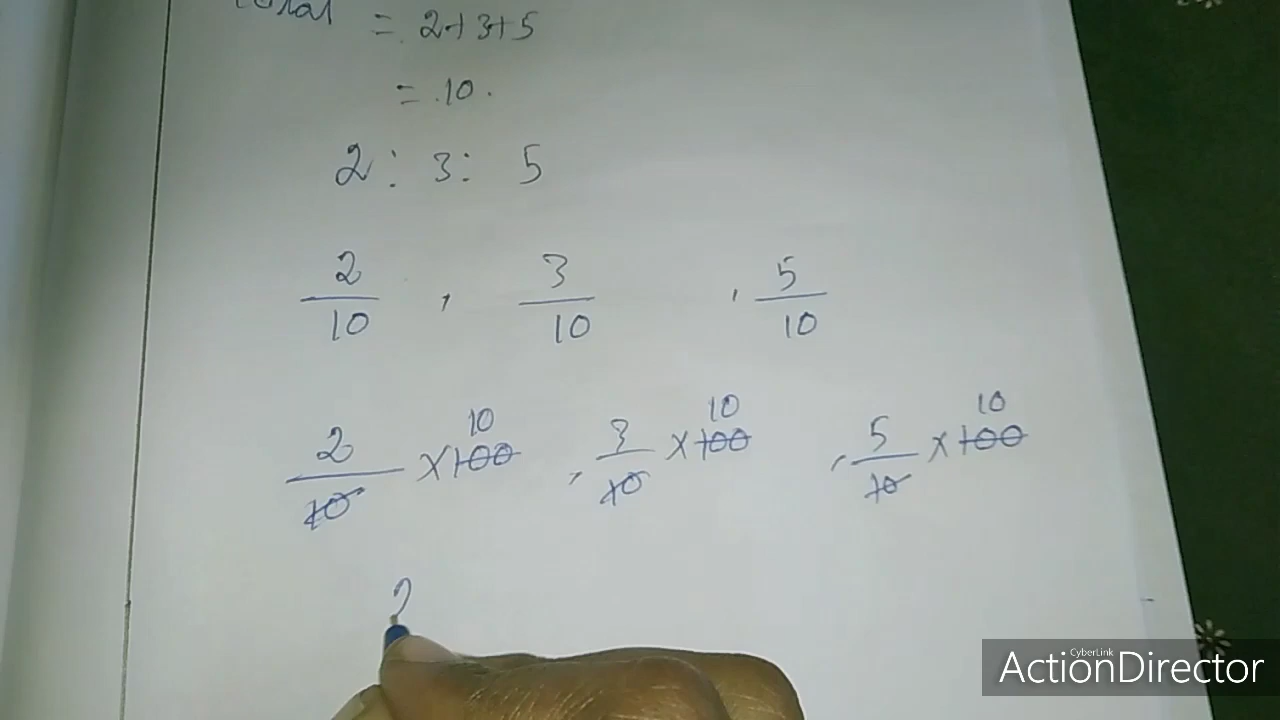 Total = 2+3+5
= 10.
2 : 3 : 5
2/10 , 3/10 , 5/10
10 10 10
2/10 ×100 , 3/10 ×100 , 5/10 ×100
2
CyberLink
ActionDirector